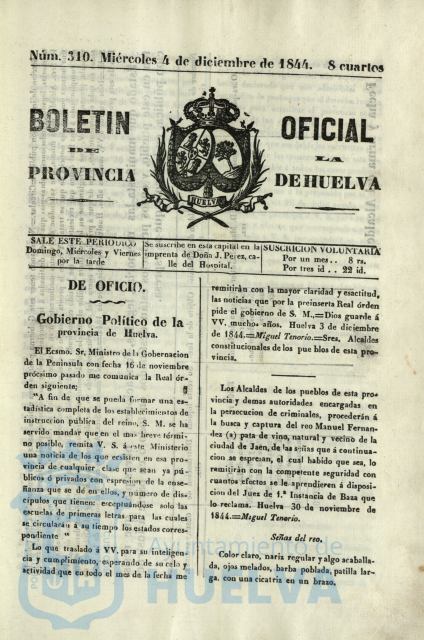 Núm. 310. Miércoles 4 de diciembre de 1844. 8 cuartos
BOLETIN OFICIAL
DE LA
PROVINCIA DE HUELVA
HUELVA
SALE ESTE PERIODICO
Domingo, Miércoles y Viernes
por la tarde
Se suscribe en esta capital en la
imprenta de Doña J. Perez, ca-
lle del Hospital.
SUSCRICION VOLUNTARIA
Por un mes.. 8 rs.
Por tres id.. 22 id.
DE OFICIO.
Gobierno Político de la
provincia de Huelva.
El Ecsmo. Sr. Ministro de la Gobernacion
de la Peninsula con fecha 16 de noviembre
prócsimo pasado me comunica la Real ór-
den siguiente;
"A fin de que se pueda formar una es-
tadística completa de los establecimientos de
instruccion publica del reino, S. M. se ha
servido mandar que en el mas breve térmi-
no posible, remita V. S. á este Ministerio
una noticia de los que ecsisten en esa pro-
vincia de cualquier clase que sean ya pú-
blicos ó privados con espresion de la ense-
ñanza que se dé en ellos, y número de dis-
cípulos que tienen: esceptuándose solo las
escuelas de primeras letras para las cuales
se circularán á su tiempo los estados corres-
pondiente "
Lo que traslado á VV. para su inteligen-
cia y cumplimiento, esperando de su celo y
actividad que en todo el mes de la fecha me
remitirán con la mayor claridad y esactitud,
las noticias que por la preinserta Real órden
pide el gobierno de S. M.,=Dios guarde á
VV. muchos años. Huelva 3 de diciembre
de 1844.=Miguel Tenorio.=Sres. Alcaldes
constitucionales de los pue blos de esta pro-
vincia.
Los Alcaldes de los pueblos de esta pro-
vincia y demas autoridades encargadas en
la persecucion de criminales, procederán á
la busca y captura del reo Manuel Fernan-
dez (a) pata de vino, natural y vecino de la
ciudad de Jaen, de las señas que á continua-
cion se espresan, el cual habido que sea, lo
remitirán con la competente seguridad con
cuantos efectos se le aprendieren á disposi-
cion del Juez de 1.ª Instancia de Baza que
lo reclama. Huelva 30 de noviembre de
1844.=Miguel Tenorio.
Señas del reo.
Color claro, nariz regular y algo acaballa-
da, ojos melados, barba poblada, patilla lar-
ga, con una cicatriz en un brazo.
Ayuntamiento de
HUELVA